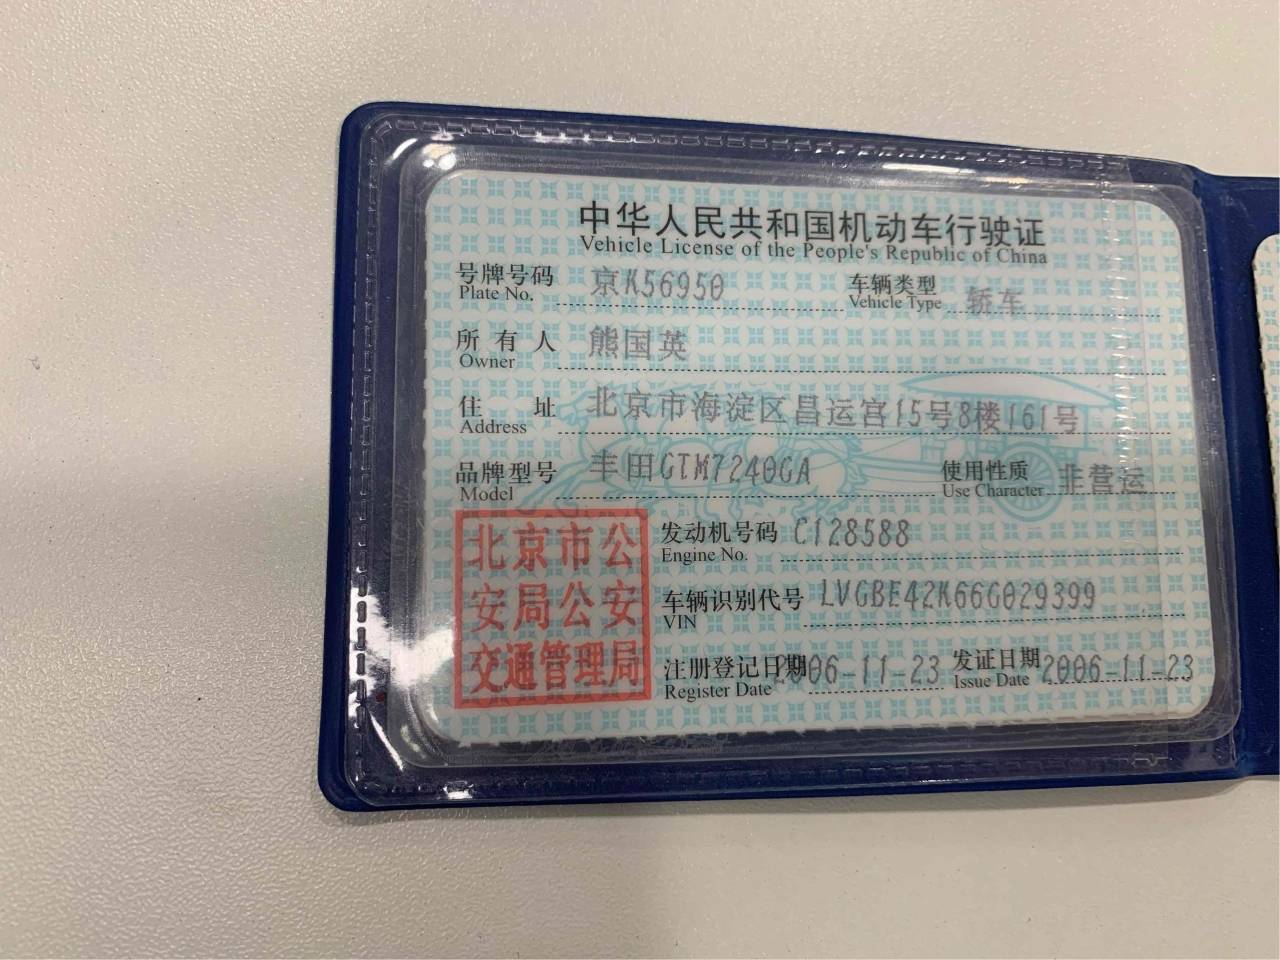 中华人民共和国机动车行驶证
Vehicle License of the People's Republic of China
号牌号码 京K56950 车辆类型 轿车
Plate No. Vehicle Type
所有人 熊国英
Owner
住址 北京市海淀区昌运宫15号8楼161号
Address
品牌型号 丰田GTM7240GA 使用性质 非营运
Model Use Character
北京市公
安局公安
交通管理局
发动机号码 C128588
Engine No.
车辆识别代号 LVGBE42K66G029399
VIN
注册登记日期 2006-11-23 发证日期 2006-11-23
Register Date Issue Date